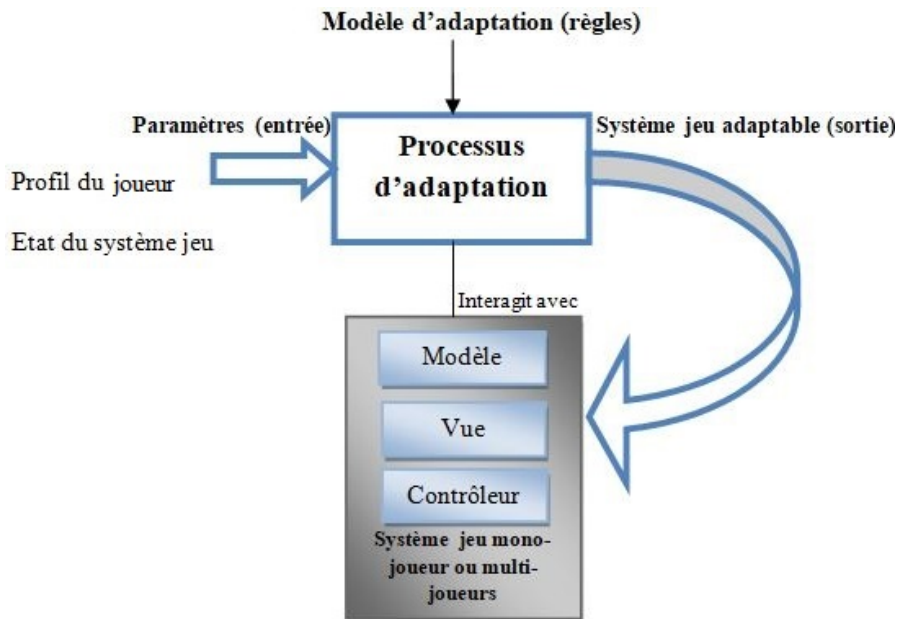 Modèle d'adaptation (règles)
Paramètres (entrée)
Système jeu adaptable (sortie)
Processus
d'adaptation
Profil du joueur
Etat du système jeu
Interagit avec
Modèle
Vue
Contrôleur
Système jeu mono-
joueur ou multi-
joueurs